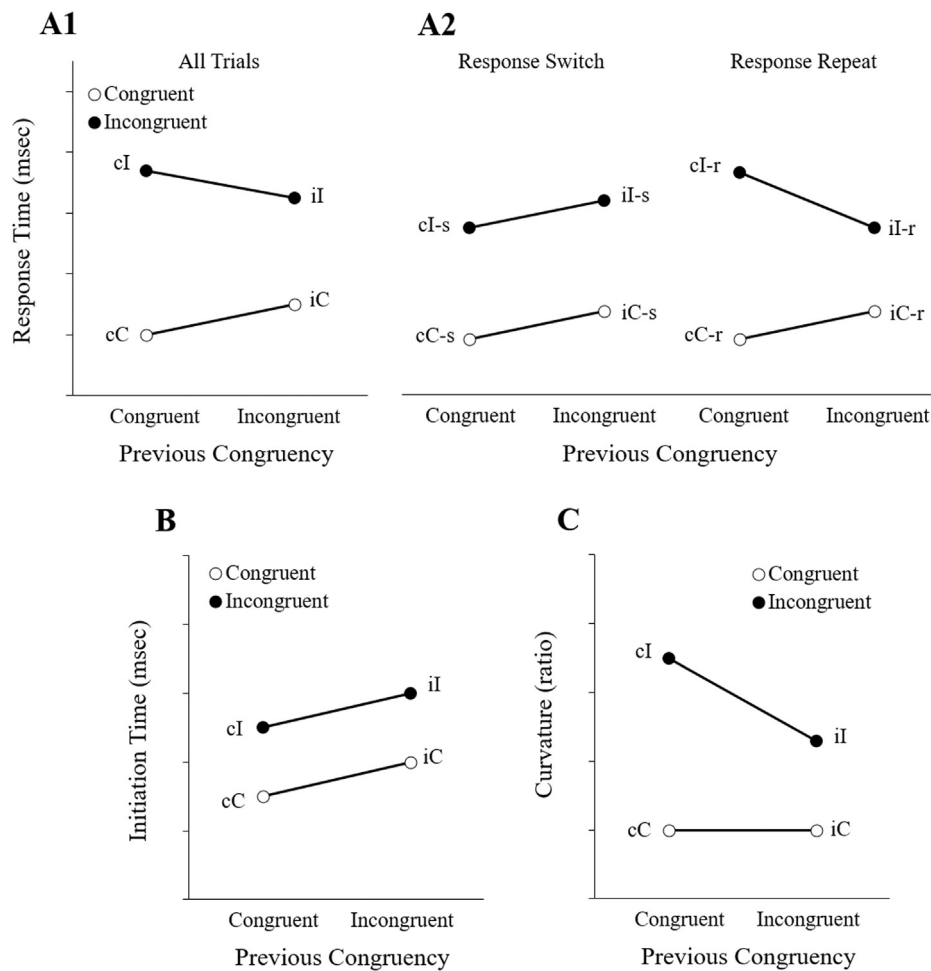 A1
All Trials
Congruent
Incongruent
Response Time (msec)
cI
iI
cC
iC
Congruent Incongruent
Previous Congruency
A2
Response Switch
Response Repeat
cI-s
iI-s
cC-s
iC-s
cI-r
iI-r
cC-r
iC-r
Congruent Incongruent Congruent Incongruent
Previous Congruency
B
Congruent
Incongruent
Initiation Time (msec)
cI
iI
cC
iC
Congruent Incongruent
Previous Congruency
C
Congruent
Incongruent
Curvature (ratio)
cI
iI
cC
iC
Congruent Incongruent
Previous Congruency